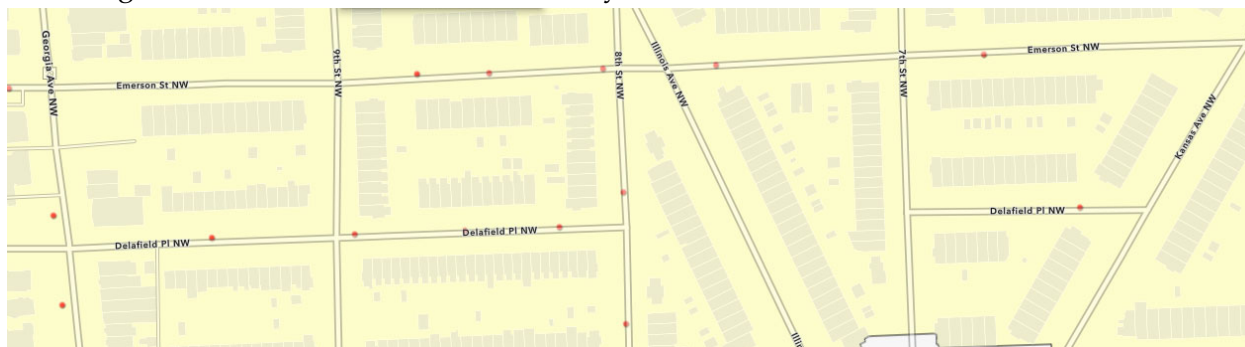 Georgia Ave NW
9th St NW
8th St NW
Illinois Ave NW
7th St NW
Emerson St NW
Emerson St NW
Kansas Ave NW
Delafield Pl NW
Delafield Pl NW
Delafield Pl NW